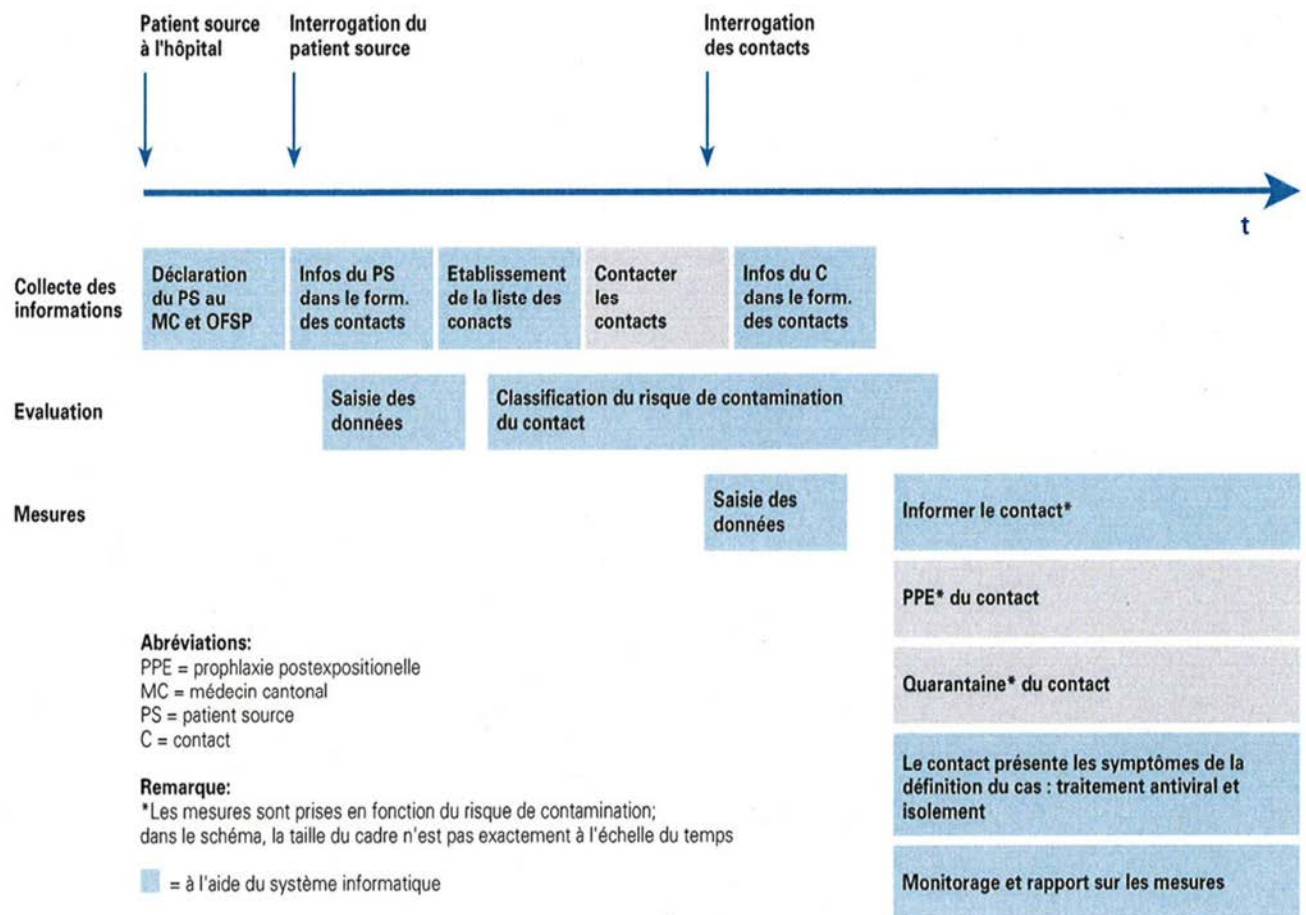 Patient source
à l'hôpital
Interrogation du
patient source
Interrogation
des contacts
t
Collecte des
informations
Déclaration
du PS au
MC et OFSP
Infos du PS
dans le form.
des contacts
Etablissement
de la liste des
conacts
Contacter
les
contacts
Infos du C
dans le form.
des contacts
Evaluation
Saisie des
données
Classification du risque de contamination
du contact
Mesures
Saisie des
données
Informer le contact*
PPE* du contact
Quarantaine* du contact
Le contact présente les symptômes de la
définition du cas : traitement antiviral et
isolement
Monitorage et rapport sur les mesures
Abréviations:
PPE = prophlaxie postexpositionelle
MC = médecin cantonal
PS = patient source
C = contact
Remarque:
*Les mesures sont prises en fonction du risque de contamination;
dans le schéma, la taille du cadre n'est pas exactement à l'échelle du temps
= à l'aide du système informatique